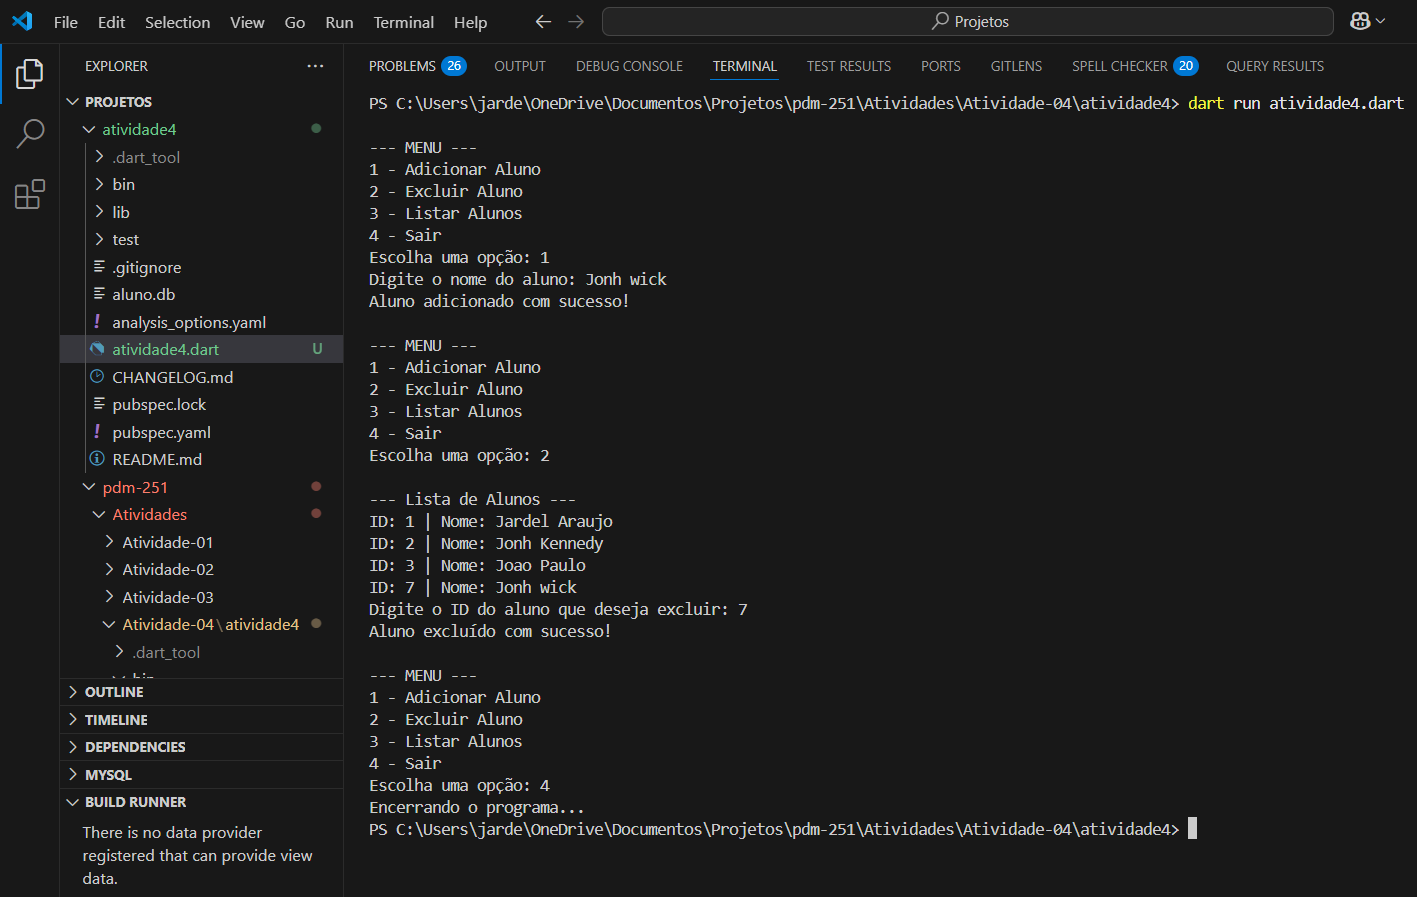 File Edit Selection View Go Run Terminal Help Projetos
EXPLORER
PROJETOS
atividade4
.dart_tool
bin
lib
test
.gitignore
aluno.db
analysis_options.yaml
atividade4.dart U
CHANGELOG.md
pubspec.lock
pubspec.yaml
README.md
pdm-251
Atividades
Atividade-01
Atividade-02
Atividade-03
Atividade-04\atividade4
.dart_tool
bin
OUTLINE
TIMELINE
DEPENDENCIES
MYSQL
BUILD RUNNER
There is no data provider
registered that can provide view
data.
PROBLEMS 26 OUTPUT DEBUG CONSOLE TERMINAL TEST RESULTS PORTS GITLENS SPELL CHECKER 20 QUERY RESULTS
PS C:\Users\jarde\OneDrive\Documentos\Projetos\pdm-251\Atividades\Atividade-04\atividade4> dart run atividade4.dart
--- MENU ---
1 - Adicionar Aluno
2 - Excluir Aluno
3 - Listar Alunos
4 - Sair
Escolha uma opção: 1
Digite o nome do aluno: Jonh wick
Aluno adicionado com sucesso!
--- MENU ---
1 - Adicionar Aluno
2 - Excluir Aluno
3 - Listar Alunos
4 - Sair
Escolha uma opção: 2
--- Lista de Alunos ---
ID: 1 | Nome: Jardel Araujo
ID: 2 | Nome: Jonh Kennedy
ID: 3 | Nome: Joao Paulo
ID: 7 | Nome: Jonh wick
Digite o ID do aluno que deseja excluir: 7
Aluno excluído com sucesso!
--- MENU ---
1 - Adicionar Aluno
2 - Excluir Aluno
3 - Listar Alunos
4 - Sair
Escolha uma opção: 4
Encerrando o programa...
PS C:\Users\jarde\OneDrive\Documentos\Projetos\pdm-251\Atividades\Atividade-04\atividade4>